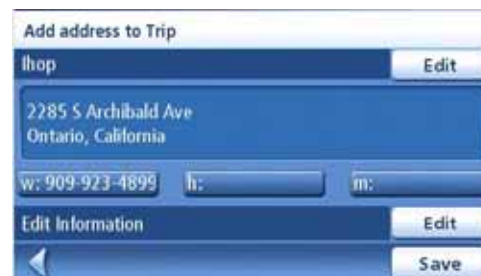 Add address to Trip
Ihop Edit
2285 S Archibald Ave
Ontario, California
w: 909-923-4899 h: m:
Edit Information Edit
Save